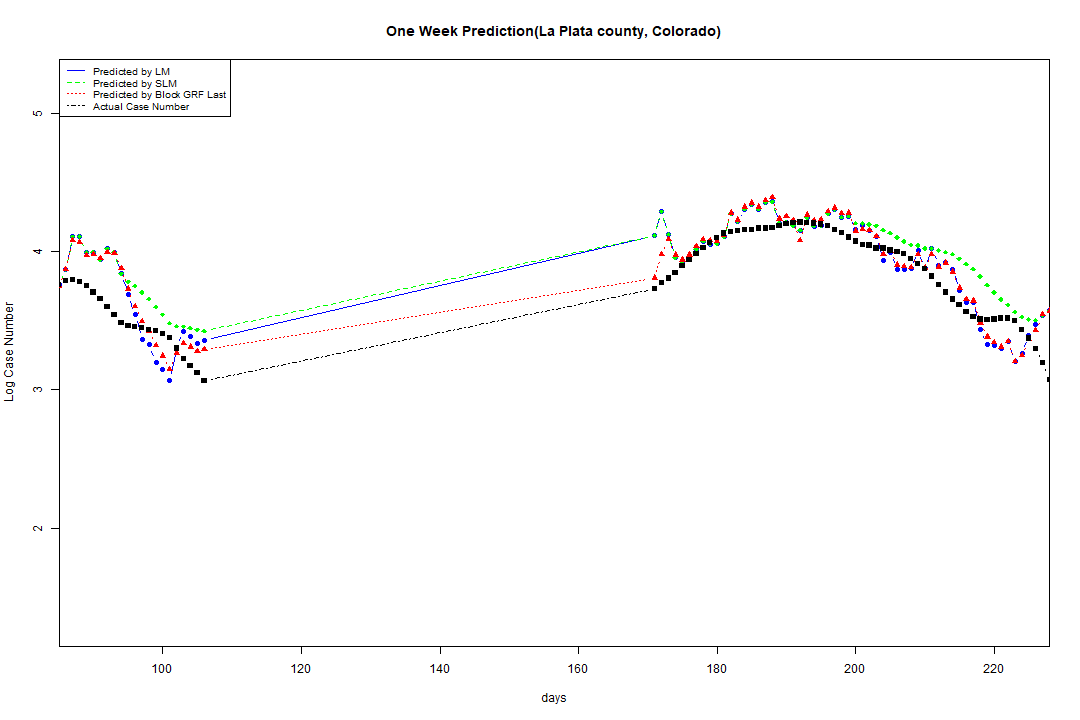 One Week Prediction(La Plata county, Colorado)
Predicted by LM
Predicted by SLM
Predicted by Block GRF Last
Actual Case Number
5
4
3
2
Log Case Number
100 120 140 160 180 200 220
days